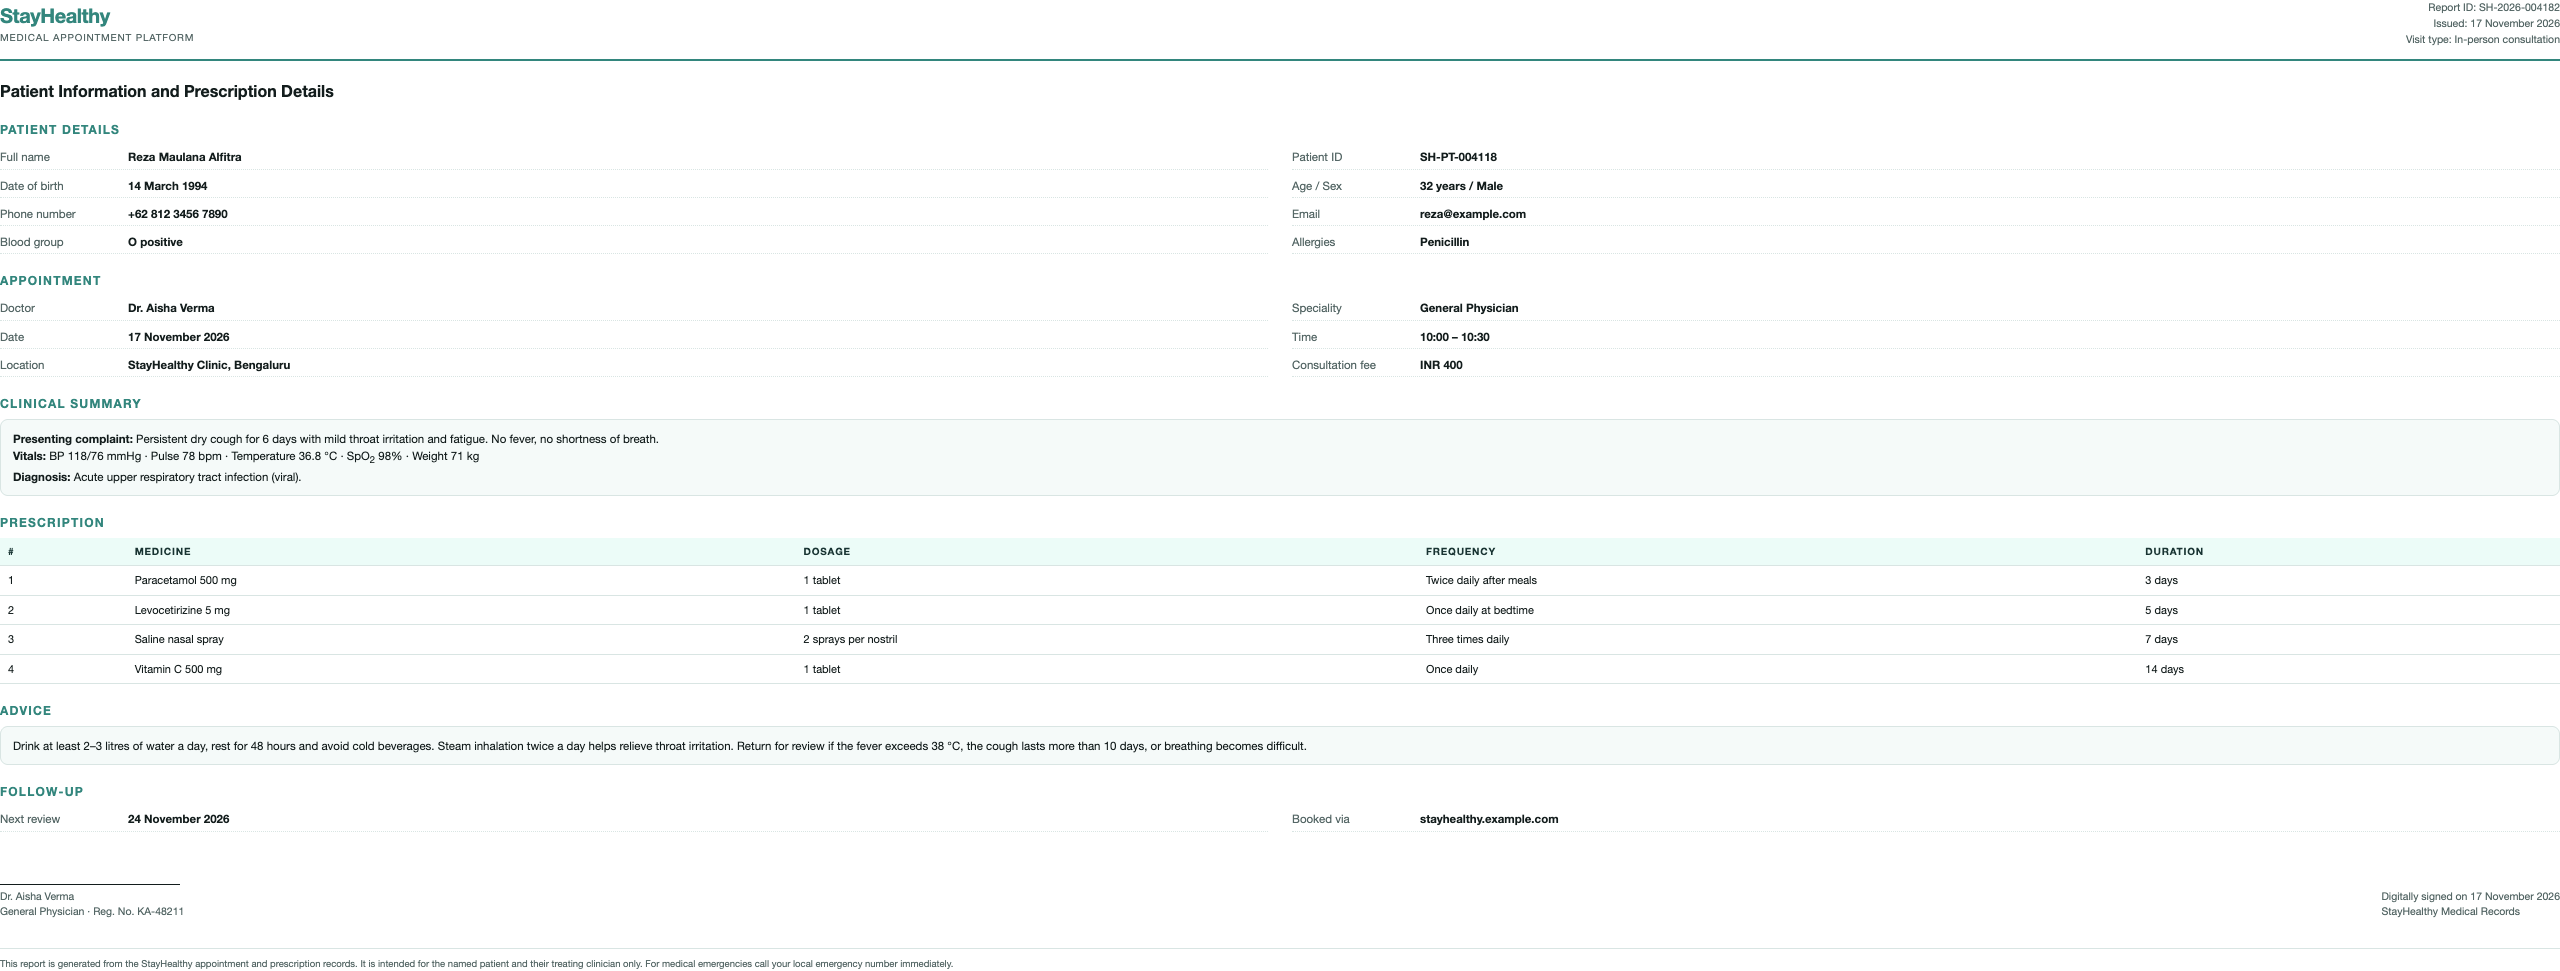 StayHealthy
MEDICAL APPOINTMENT PLATFORM
Report ID: SH-2026-004182
Issued: 17 November 2026
Visit type: In-person consultation
Patient Information and Prescription Details
PATIENT DETAILS
Full name Reza Maulana Alfitra Patient ID SH-PT-004118
Date of birth 14 March 1994 Age / Sex 32 years / Male
Phone number +62 812 3456 7890 Email reza@example.com
Blood group O positive Allergies Penicillin
APPOINTMENT
Doctor Dr. Aisha Verma Speciality General Physician
Date 17 November 2026 Time 10:00 – 10:30
Location StayHealthy Clinic, Bengaluru Consultation fee INR 400
CLINICAL SUMMARY
Presenting complaint: Persistent dry cough for 6 days with mild throat irritation and fatigue. No fever, no shortness of breath.
Vitals: BP 118/76 mmHg · Pulse 78 bpm · Temperature 36.8 °C · SpO₂ 98% · Weight 71 kg
Diagnosis: Acute upper respiratory tract infection (viral).
PRESCRIPTION
# MEDICINE DOSAGE FREQUENCY DURATION
1 Paracetamol 500 mg 1 tablet Twice daily after meals 3 days
2 Levocetirizine 5 mg 1 tablet Once daily at bedtime 5 days
3 Saline nasal spray 2 sprays per nostril Three times daily 7 days
4 Vitamin C 500 mg 1 tablet Once daily 14 days
ADVICE
Drink at least 2–3 litres of water a day, rest for 48 hours and avoid cold beverages. Steam inhalation twice a day helps relieve throat irritation. Return for review if the fever exceeds 38 °C, the cough lasts more than 10 days, or breathing becomes difficult.
FOLLOW-UP
Next review 24 November 2026 Booked via stayhealthy.example.com
Dr. Aisha Verma
General Physician · Reg. No. KA-48211
Digitally signed on 17 November 2026
StayHealthy Medical Records
This report is generated from the StayHealthy appointment and prescription records. It is intended for the named patient and their treating clinician only. For medical emergencies call your local emergency number immediately.